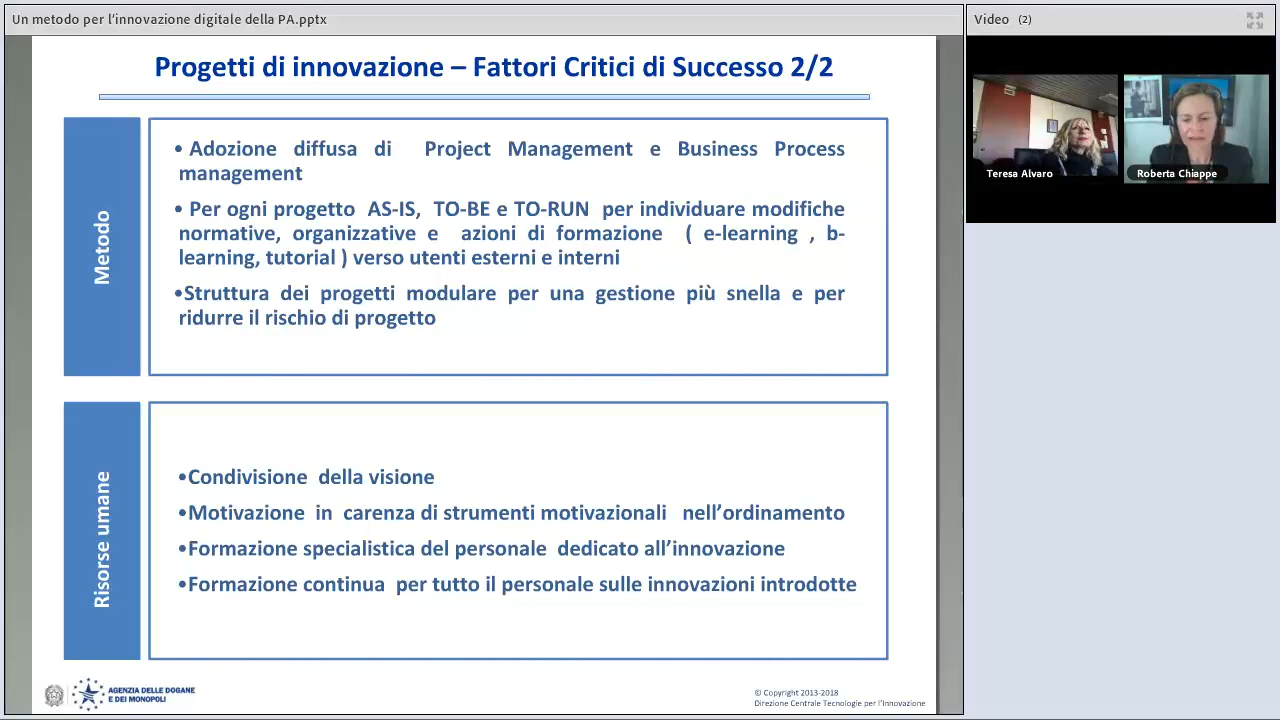 Un metodo per l'innovazione digitale della PA.pptx
Video (2)
Progetti di innovazione – Fattori Critici di Successo 2/2
Metodo
• Adozione diffusa di Project Management e Business Process
management
• Per ogni progetto AS-IS, TO-BE e TO-RUN per individuare modifiche
normative, organizzative e azioni di formazione ( e-learning , b-
learning, tutorial ) verso utenti esterni e interni
•Struttura dei progetti modulare per una gestione più snella e per
ridurre il rischio di progetto
Risorse umane
•Condivisione della visione
•Motivazione in carenza di strumenti motivazionali nell’ordinamento
•Formazione specialistica del personale dedicato all’innovazione
•Formazione continua per tutto il personale sulle innovazioni introdotte
AGENZIA DELLE DOGANE
E DEI MONOPOLI
© Copyright 2013-2018
Direzione Centrale Tecnologie per l’Innovazione
Teresa Alvaro
Roberta Chiappe